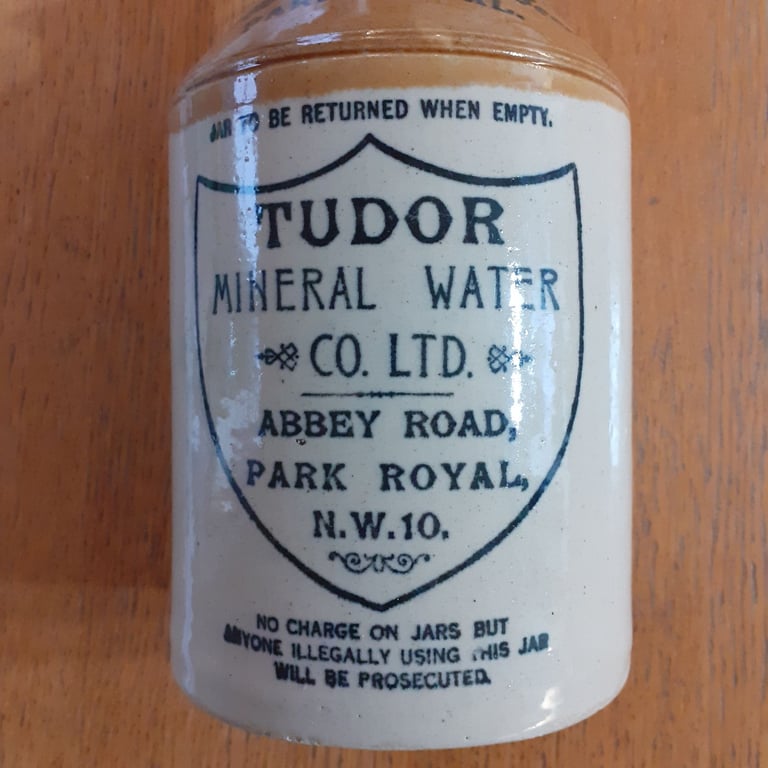 JAR TO BE RETURNED WHEN EMPTY.
TUDOR
MINERAL WATER
CO. LTD.
ABBEY ROAD,
PARK ROYAL,
N.W.10.
NO CHARGE ON JARS BUT
ANYONE ILLEGALLY USING THIS JAR
WILL BE PROSECUTED.